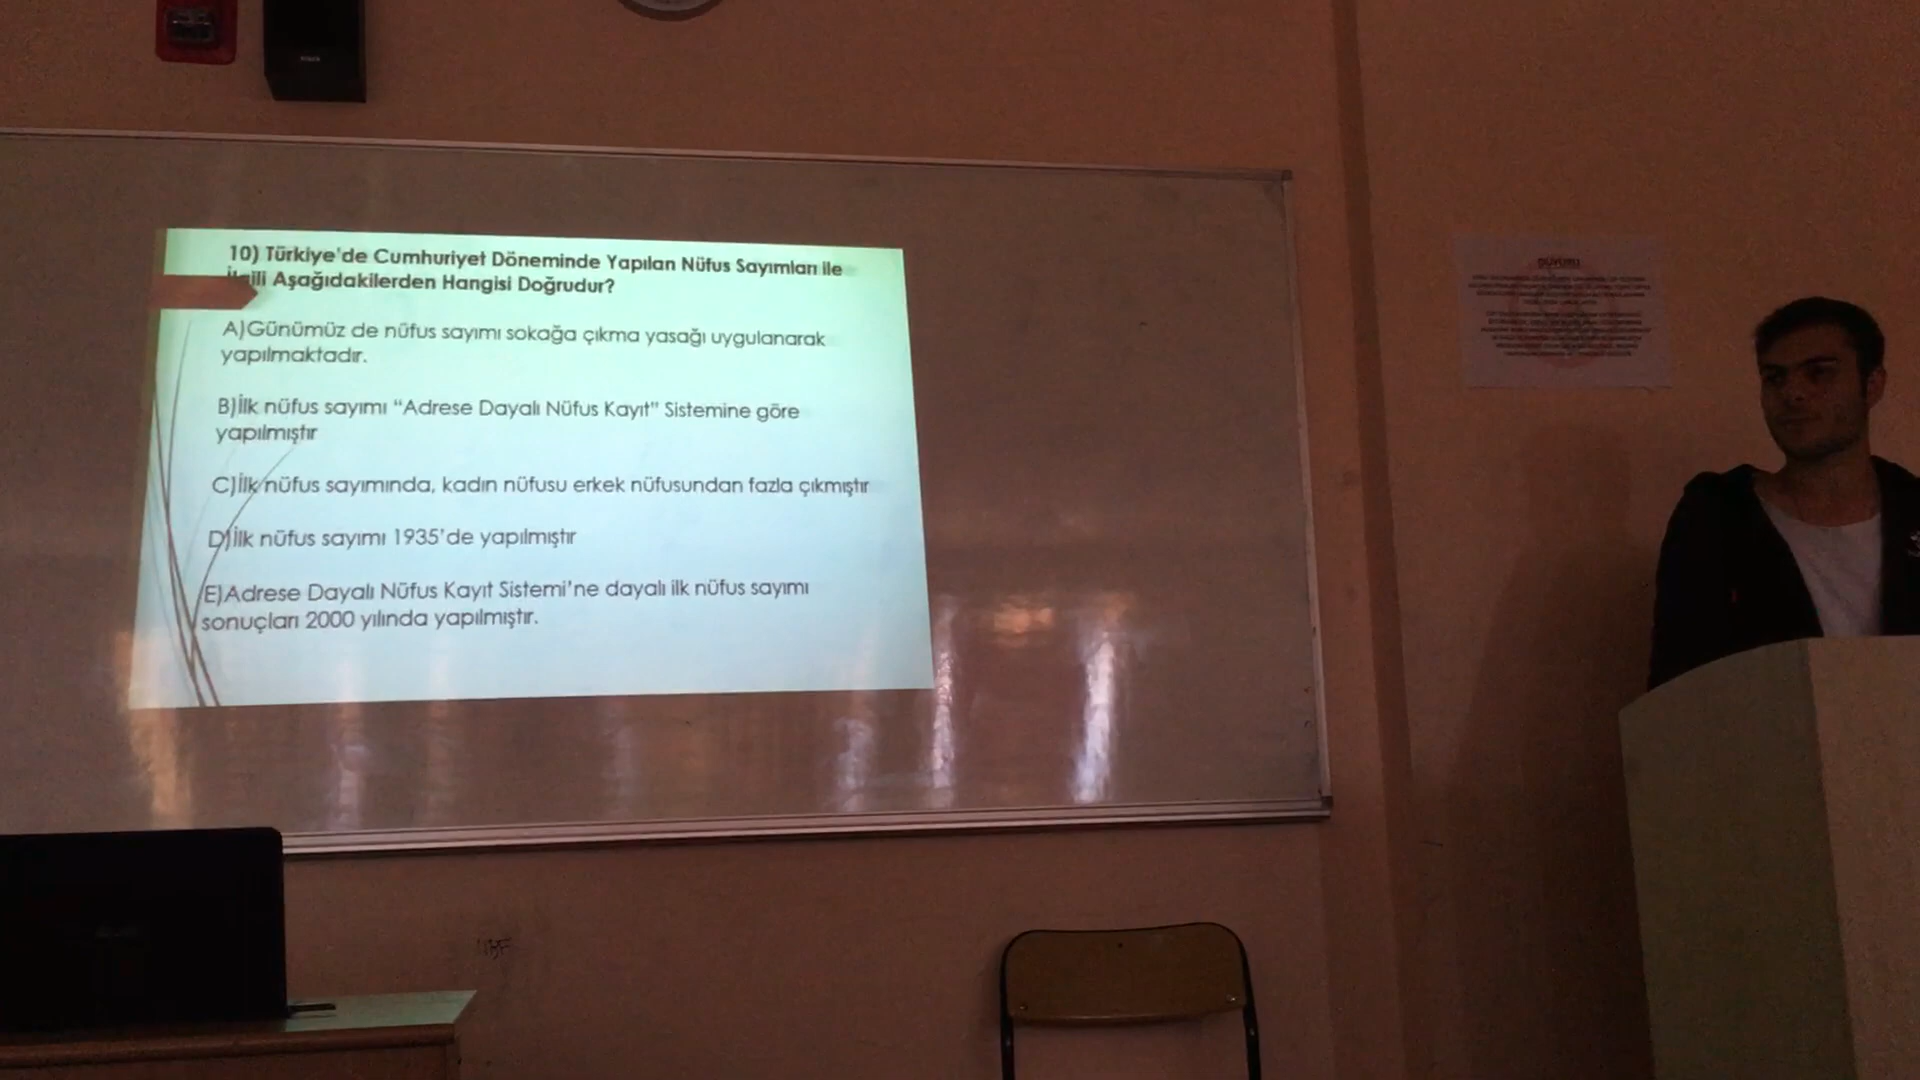 10) Türkiye'de Cumhuriyet Döneminde Yapılan Nüfus Sayımları ile
İlgili Aşağıdakilerden Hangisi Doğrudur?
A)Günümüz de nüfus sayımı sokağa çıkma yasağı uygulanarak
yapılmaktadır.
B)İlk nüfus sayımı "Adrese Dayalı Nüfus Kayıt" Sistemine göre
yapılmıştır
C)İlk nüfus sayımında, kadın nüfusu erkek nüfusundan fazla çıkmıştır
D)İlk nüfus sayımı 1935'de yapılmıştır
E)Adrese Dayalı Nüfus Kayıt Sistemi'ne dayalı ilk nüfus sayımı
sonuçları 2000 yılında yapılmıştır.
DUYURU